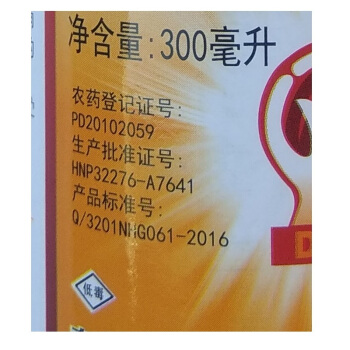 净含量:300毫升
农药登记证号:
PD20102059
生产批准证号:
HNP32276-A7641
产品标准号:
Q/3201NHG061-2016
低毒